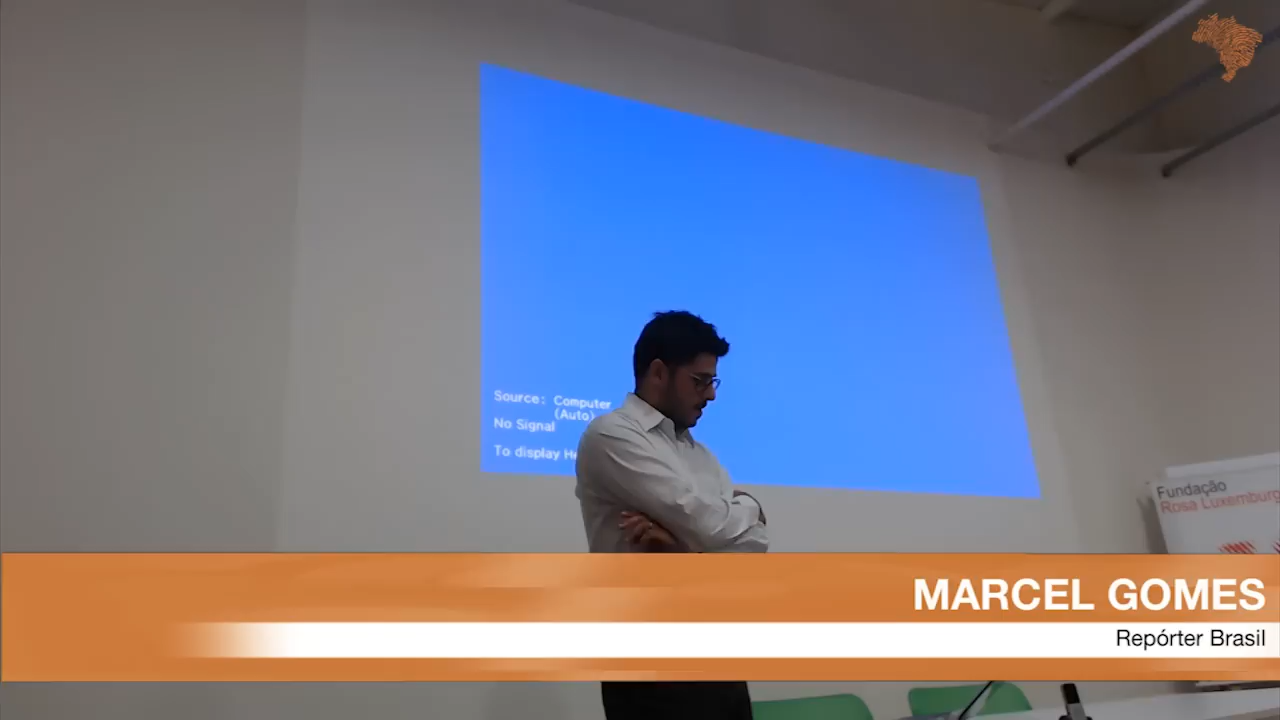 Source: Computer
(Auto)
No Signal
To display
Fundação
Rosa Luxemburg
MARCEL GOMES
Repórter Brasil